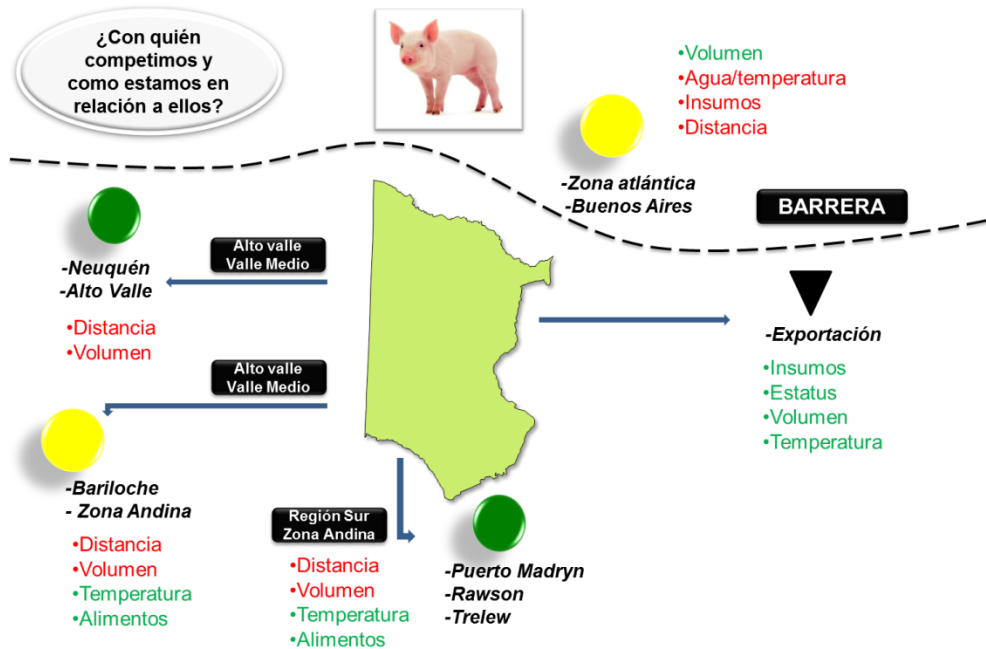 ¿Con quién
competimos y
como estamos en
relación a ellos?
•Volumen
•Agua/temperatura
•Insumos
•Distancia
-Zona atlántica
-Buenos Aires
BARRERA
Alto valle
Valle Medio
-Neuquén
-Alto Valle
•Distancia
•Volumen
-Exportación
•Insumos
•Estatus
•Volumen
•Temperatura
Alto valle
Valle Medio
-Bariloche
- Zona Andina
•Distancia
•Volumen
•Temperatura
•Alimentos
Región Sur
Zona Andina
•Distancia
•Volumen
•Temperatura
•Alimentos
-Puerto Madryn
-Rawson
-Trelew